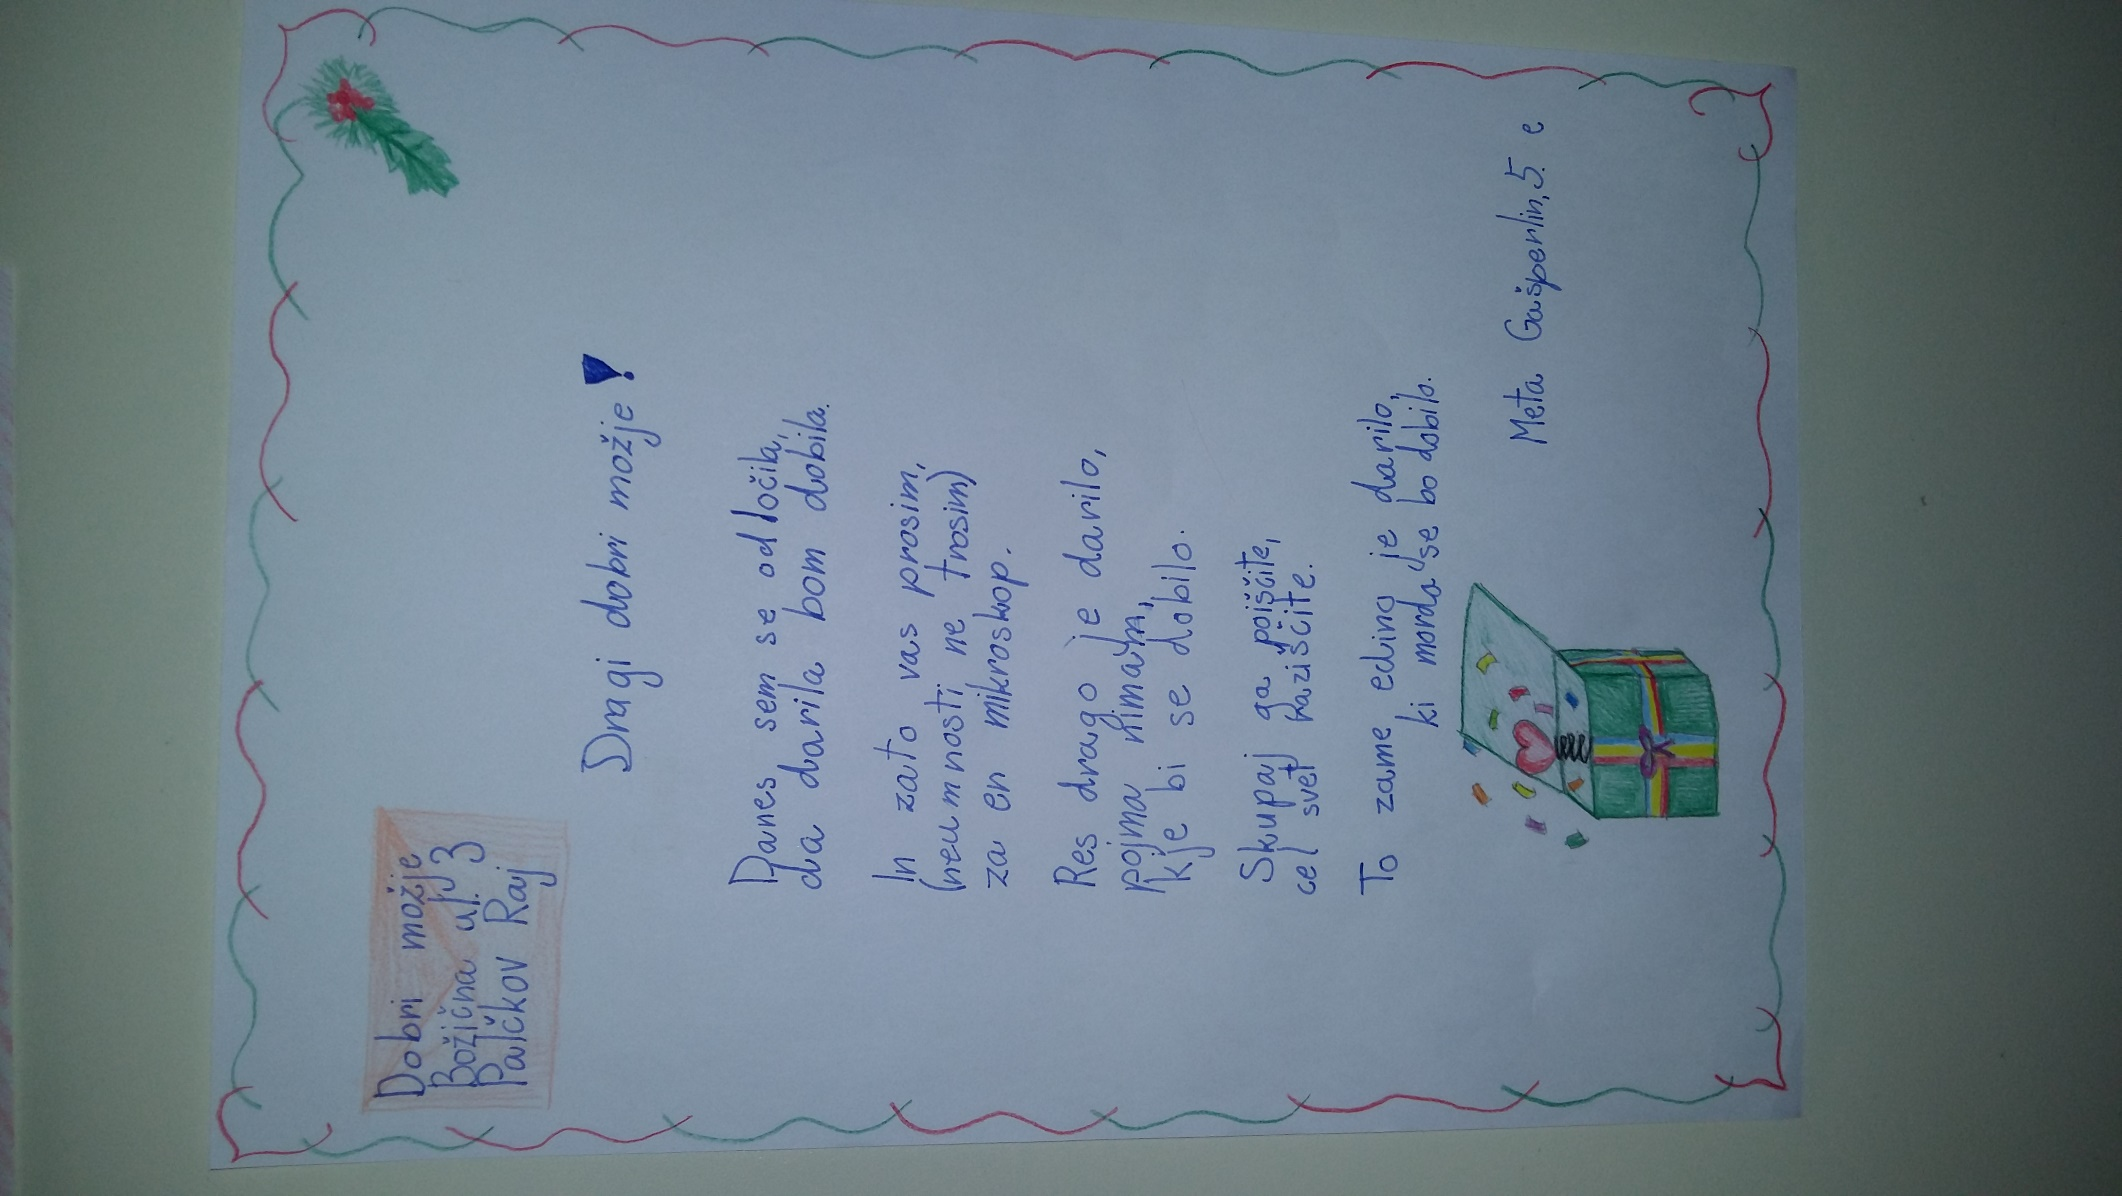 Dobri možje
Božična ul. 3
Palčkov Raj
Dragi dobri možje!
Danes sem se odločila,
da darila bom dobila.
In zato vas prosim,
(neumnosti ne trosim)
za en mikroskop.
Res drago je darilo,
pojma nimam,
kje bi se dobilo.
Skupaj ga poiščite,
cel svet raziščite.
To zame edino je darilo,
ki morda se bo dobilo.
Meta Gašperlin, 5. e